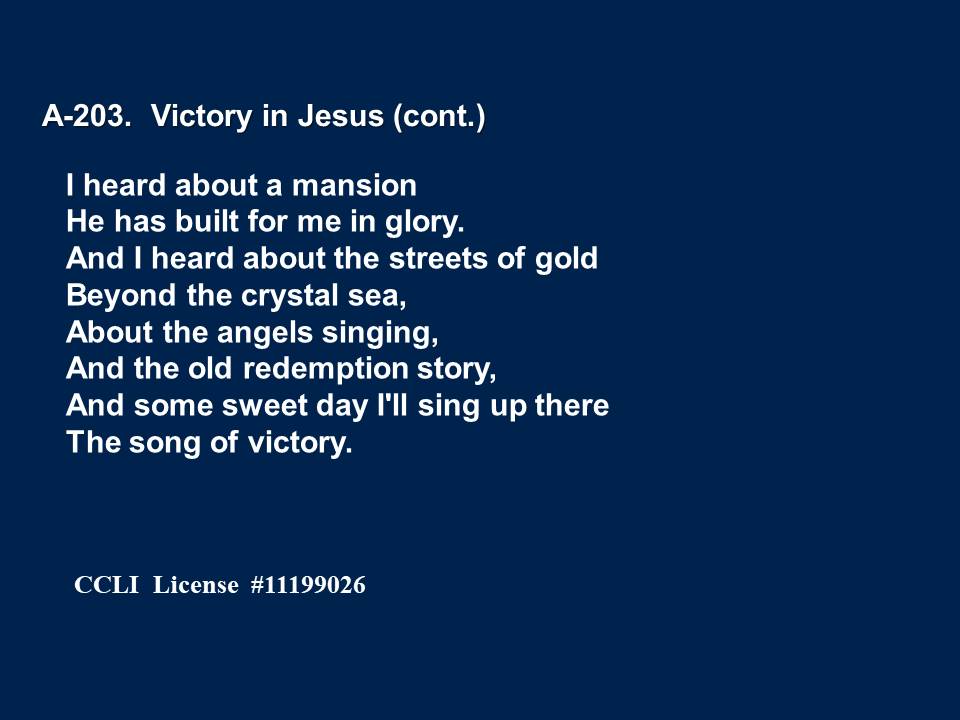 A-203. Victory in Jesus (cont.)
I heard about a mansion
He has built for me in glory.
And I heard about the streets of gold
Beyond the crystal sea,
About the angels singing,
And the old redemption story,
And some sweet day I'll sing up there
The song of victory.
CCLI License #11199026